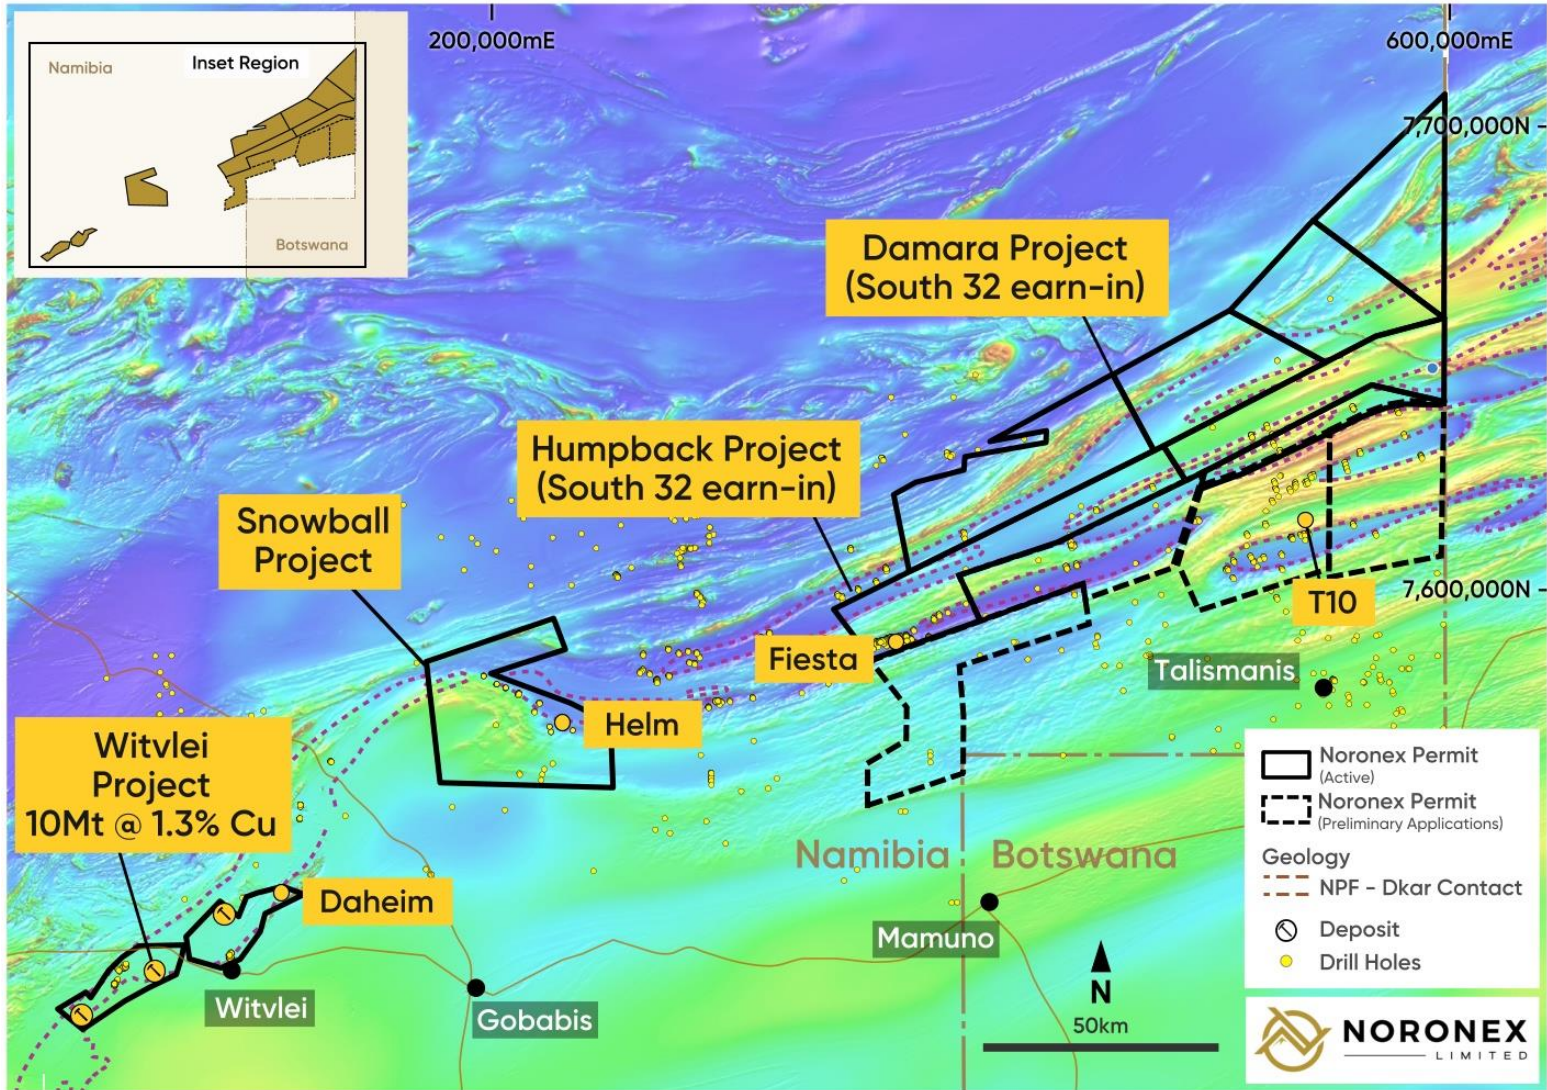 200,000mE
600,000mE
Namibia
Inset Region
Botswana
7,700,000N
Damara Project
(South 32 earn-in)
Humpback Project
(South 32 earn-in)
Snowball
Project
7,600,000N
T10
Fiesta
Talismanis
Helm
Witvlei
Project
10Mt @ 1.3% Cu
Namibia
Botswana
Daheim
Mamuno
Witvlei
Gobabis
N
50km
Noronex Permit
(Active)
Noronex Permit
(Preliminary Applications)
Geology
NPF - Dkar Contact
Deposit
Drill Holes
NORONEX
LIMITED